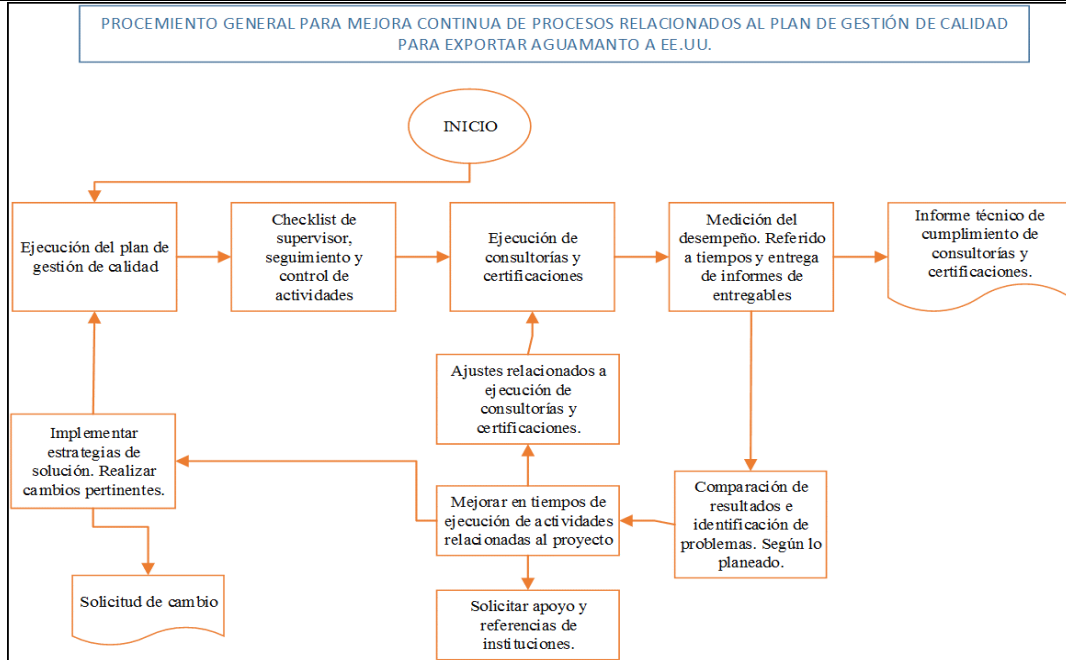 PROCEMIENTO GENERAL PARA MEJORA CONTINUA DE PROCESOS RELACIONADOS AL PLAN DE GESTIÓN DE CALIDAD
PARA EXPORTAR AGUAMANTO A EE.UU.
INICIO
Ejecución del plan de
gestión de calidad
Checklist de
supervisor,
seguimiento y
control de
actividades
Ejecución de
consultorías y
certificaciones
Medición del
desempeño. Referido
a tiempos y entrega
de informes de
entregables
Informe técnico de
cumplimiento de
consultorías y
certificaciones.
Ajustes relacionados a
ejecución de
consultorías y
certificaciones.
Implementar
estrategias de
solución. Realizar
cambios pertinentes.
Mejorar en tiempos de
ejecución de actividades
relacionadas al proyecto
Comparación de
resultados e
identificación de
problemas. Según lo
planeado.
Solicitud de cambio
Solicitar apoyo y
referencias de
instituciones.